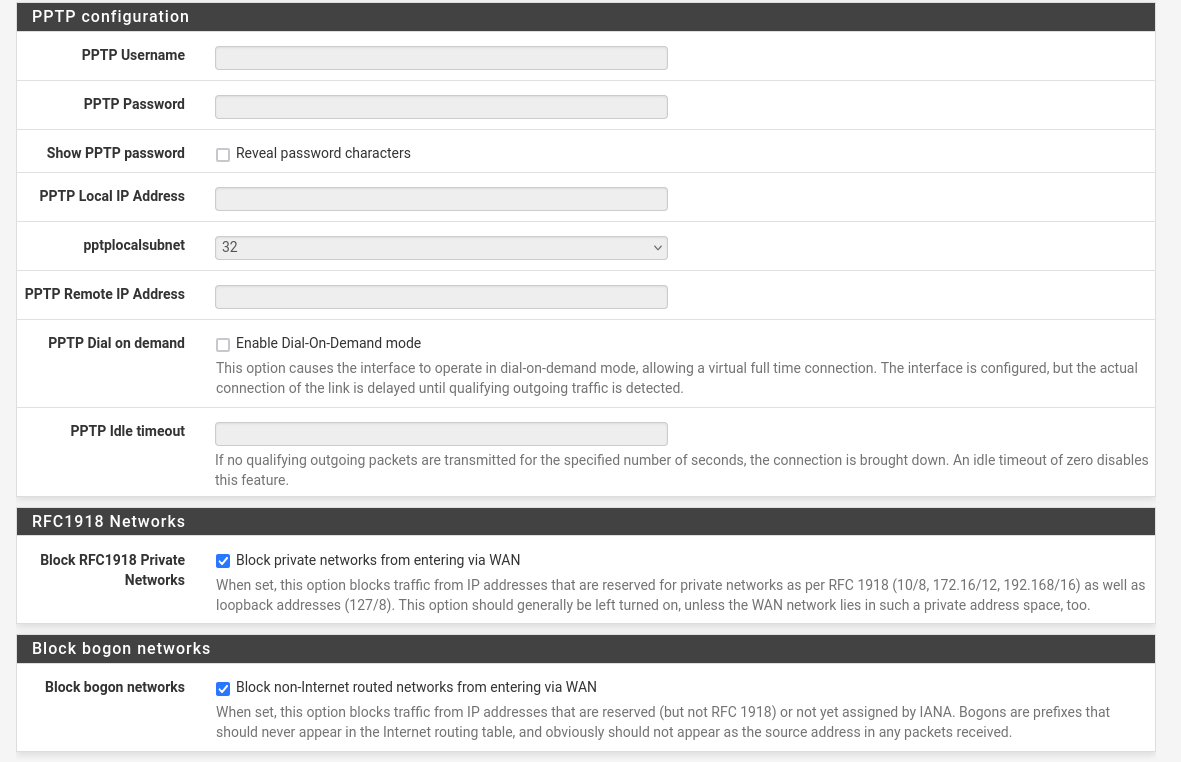 PPTP configuration
PPTP Username
PPTP Password
Show PPTP password
Reveal password characters
PPTP Local IP Address
pptplocalsubnet
32
PPTP Remote IP Address
PPTP Dial on demand
Enable Dial-On-Demand mode
This option causes the interface to operate in dial-on-demand mode, allowing a virtual full time connection. The interface is configured, but the actual
connection of the link is delayed until qualifying outgoing traffic is detected.
PPTP Idle timeout
If no qualifying outgoing packets are transmitted for the specified number of seconds, the connection is brought down. An idle timeout of zero disables
this feature.
RFC1918 Networks
Block RFC1918 Private
Networks
Block private networks from entering via WAN
When set, this option blocks traffic from IP addresses that are reserved for private networks as per RFC 1918 (10/8, 172.16/12, 192.168/16) as well as
loopback addresses (127/8). This option should generally be left turned on, unless the WAN network lies in such a private address space, too.
Block bogon networks
Block bogon networks
Block non-Internet routed networks from entering via WAN
When set, this option blocks traffic from IP addresses that are reserved (but not RFC 1918) or not yet assigned by IANA. Bogons are prefixes that
should never appear in the Internet routing table, and obviously should not appear as the source address in any packets received.